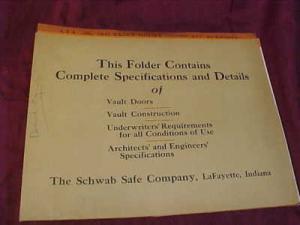 This Folder Contains
Complete Specifications and Details
of
Vault Doors
Vault Construction
Underwriters' Requirements
for all Conditions of Use
Architects' and Engineers'
Specifications
The Schwab Safe Company, LaFayette, Indiana